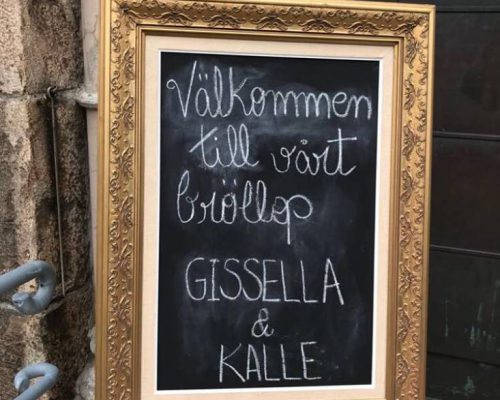 Välkommen
till vårt
bröllop
GISSELLA
&
KALLE